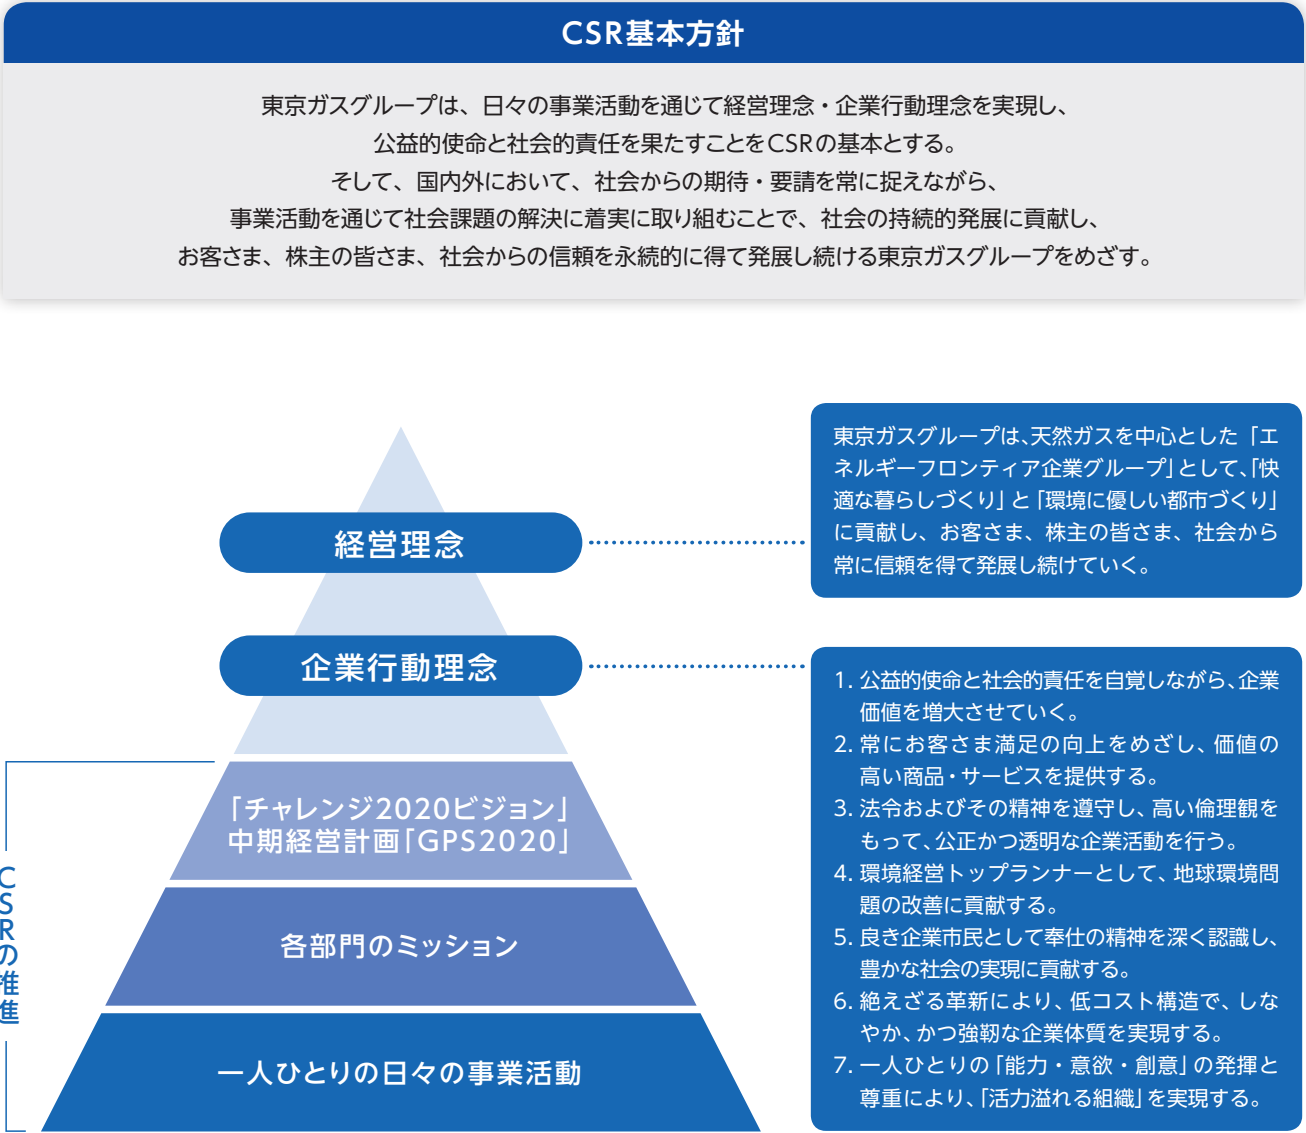 CSR基本方針
東京ガスグループは、日々の事業活動を通じて経営理念・企業行動理念を実現し、
公益的使命と社会的責任を果たすことをCSRの基本とする。
そして、国内外において、社会からの期待・要請を常に捉えながら、
事業活動を通じて社会課題の解決に着実に取り組むことで、社会の持続的発展に貢献し、
お客さま、株主の皆さま、社会からの信頼を永続的に得て発展し続ける東京ガスグループをめざす。
経営理念
東京ガスグループは、天然ガスを中心とした「エ
ネルギーフロンティア企業グループ」として、「快
適な暮らしづくり」と「環境に優しい都市づくり」
に貢献し、お客さま、株主の皆さま、社会から
常に信頼を得て発展し続けていく。
企業行動理念
1. 公益的使命と社会的責任を自覚しながら、企業
価値を増大させていく。
2. 常にお客さま満足の向上をめざし、価値の
高い商品・サービスを提供する。
3. 法令およびその精神を遵守し、高い倫理観を
もって、公正かつ透明な企業活動を行う。
4. 環境経営トップランナーとして、地球環境問
題の改善に貢献する。
5. 良き企業市民として奉仕の精神を深く認識し、
豊かな社会の実現に貢献する。
6. 絶えざる革新により、低コスト構造で、しな
やか、かつ強靭な企業体質を実現する。
7. 一人ひとりの「能力・意欲・創意」の発揮と
尊重により、「活力溢れる組織」を実現する。
CSRの推進
「チャレンジ2020ビジョン」
中期経営計画「GPS2020」
各部門のミッション
一人ひとりの日々の事業活動